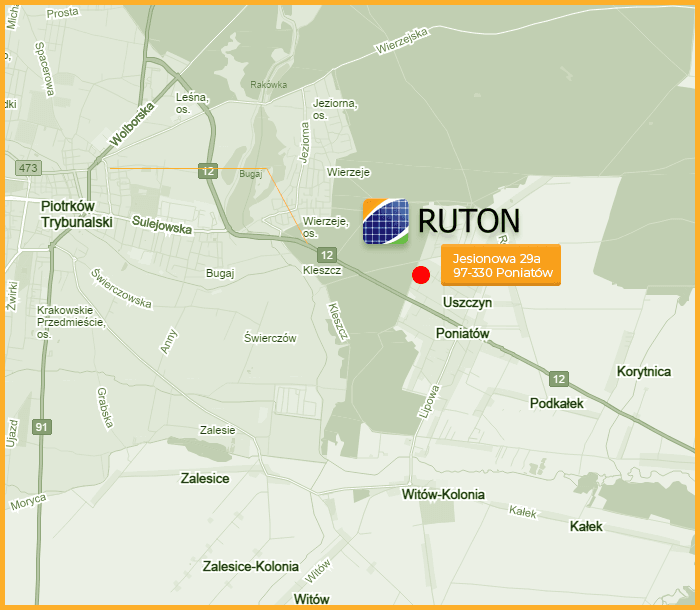 Prosta
Spacerowa
Wierzejska
Rakówka
Leśna,
os.
Jeziorna,
os.
Wolborska
Jeziorna
473
12
Bugaj
Wierzeje
Piotrków
Trybunalski
Sulejowska
Wierzeje,
os.
RUTON
12
Jesionowa 29a
97-330 Poniatów
Kleszcz
Bugaj
Żwirki
Świerczowska
Uszczyn
Krakowskie
Przedmieście,
os.
Kleszcz
Anny
Świerczów
Poniatów
Korytnica
12
Grabska
Lipowa
Podkałek
Ujazd
91
Zalesie
Zalesice
Moryca
Witów-Kolonia
Kałek
Kałek
Zalesice-Kolonia
Witów
Witów